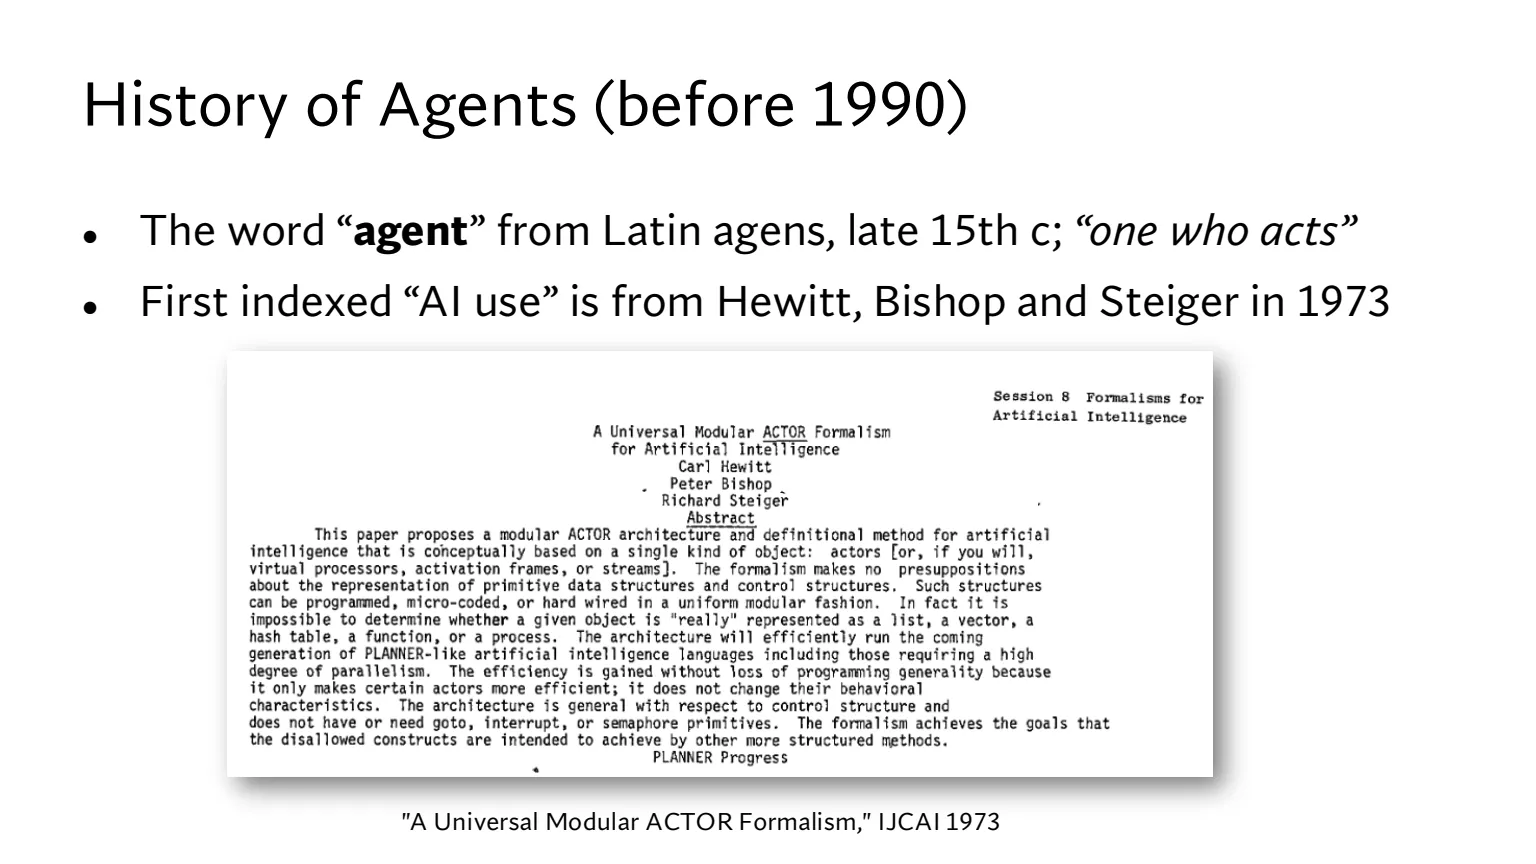 History of Agents (before 1990)
• The word “agent” from Latin agens, late 15th c; “one who acts”
• First indexed “AI use” is from Hewitt, Bishop and Steiger in 1973
Session 8 Formalisms for
Artificial Intelligence
A Universal Modular ACTOR Formalism
for Artificial Intelligence
Carl Hewitt
Peter Bishop
Richard Steiger
Abstract
This paper proposes a modular ACTOR architecture and definitional method for artificial
intelligence that is conceptually based on a single kind of object: actors [or, if you will,
virtual processors, activation frames, or streams]. The formalism makes no presuppositions
about the representation of primitive data structures and control structures. Such structures
can be programmed, micro-coded, or hard wired in a uniform modular fashion. In fact it is
impossible to determine whether a given object is "really" represented as a list, a vector, a
hash table, a function, or a process. The architecture will efficiently run the coming
generation of PLANNER-like artificial intelligence languages including those requiring a high
degree of parallelism. The efficiency is gained without loss of programming generality because
it only makes certain actors more efficient; it does not change their behavioral
characteristics. The architecture is general with respect to control structure and
does not have or need goto, interrupt, or semaphore primitives. The formalism achieves the goals that
the disallowed constructs are intended to achieve by other more structured methods.
PLANNER Progress
"A Universal Modular ACTOR Formalism," IJCAI 1973